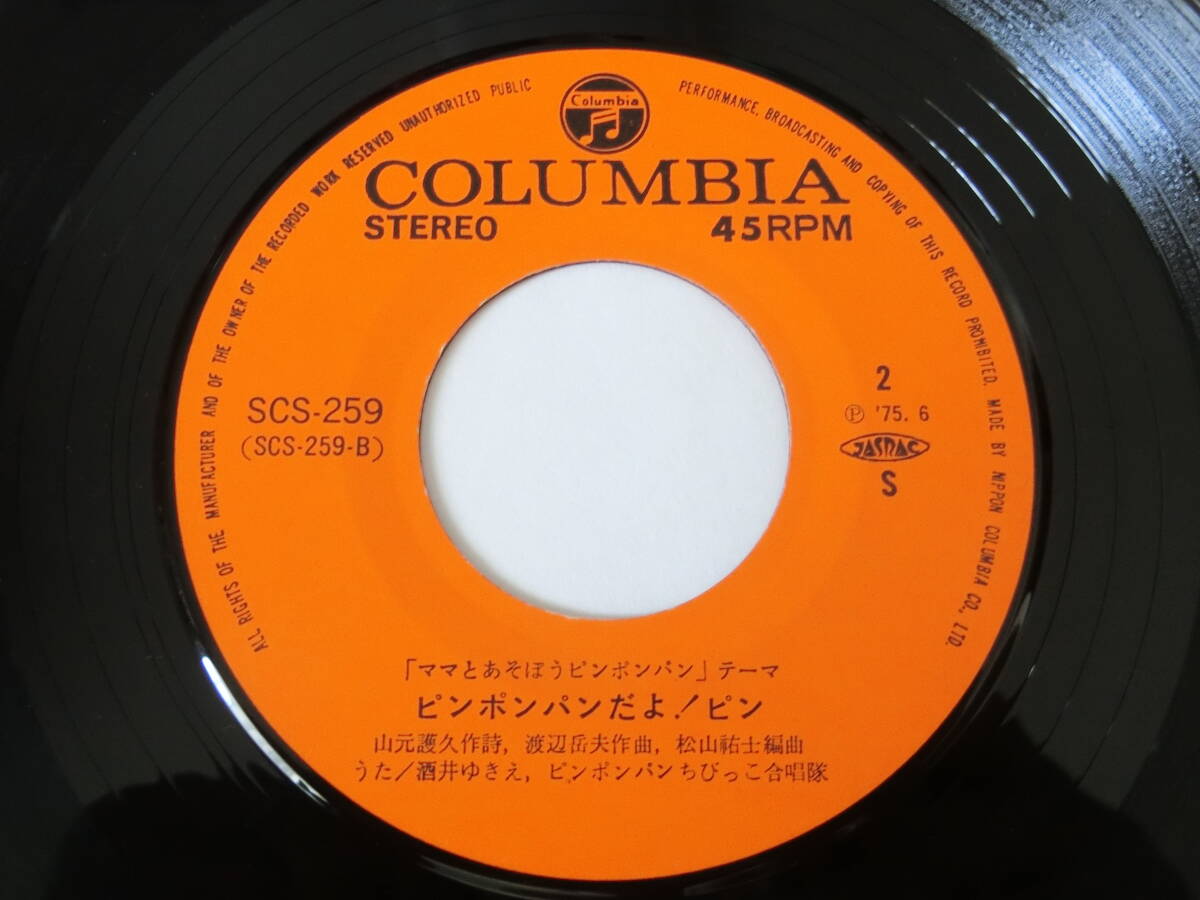 ALL RIGHTS OF THE MANUFACTURER AND OF THE OWNER OF THE RECORDED WORK RESERVED UNAUTHORIZED PUBLIC PERFORMANCE, BROADCASTING AND COPYING OF THIS RECORD PROHIBITED. MADE BY NIPPON COLUMBIA CO., LTD.
Columbia
COLUMBIA
STEREO 45RPM
SCS-259
(SCS-259-B)
2
Ⓟ '75. 6
JASRAC
S
「ママとあそぼうピンポンパン」テーマ
ピンポンパンだよ!ピン
山元護久作詩, 渡辺岳夫作曲, 松山祐士編曲
うた/酒井ゆきえ, ピンポンパンちびっこ合唱隊